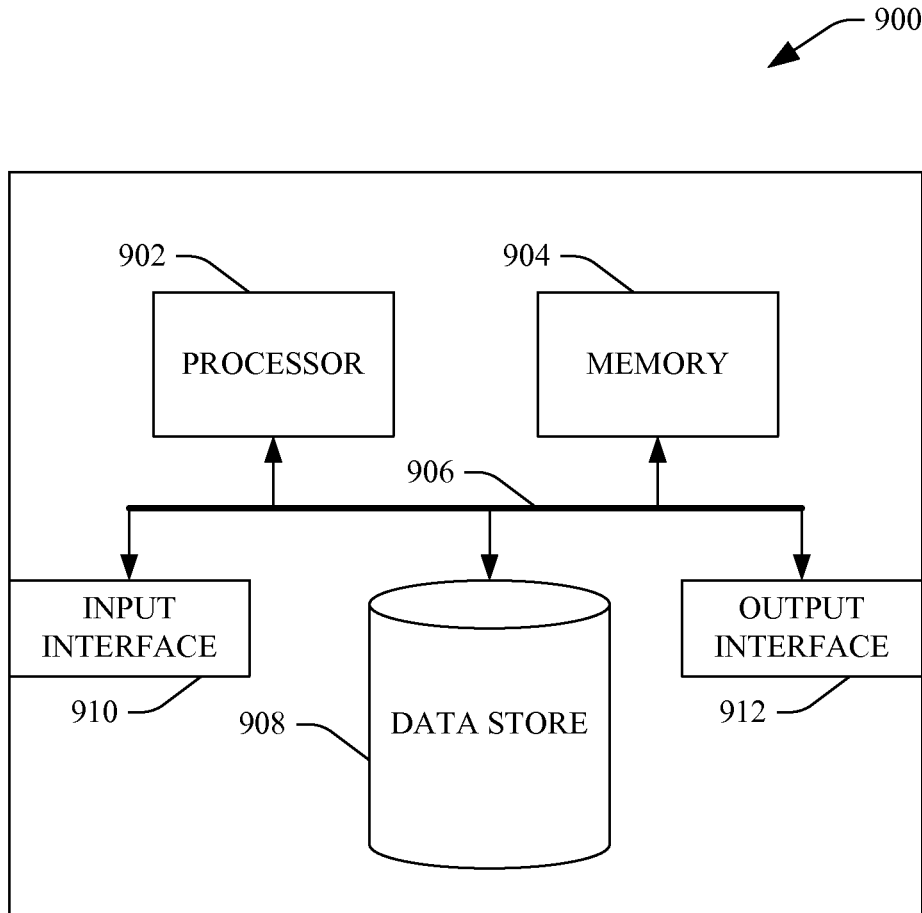 900
902
904
PROCESSOR
MEMORY
906
INPUT
INTERFACE
OUTPUT
INTERFACE
910
908
DATA STORE
912